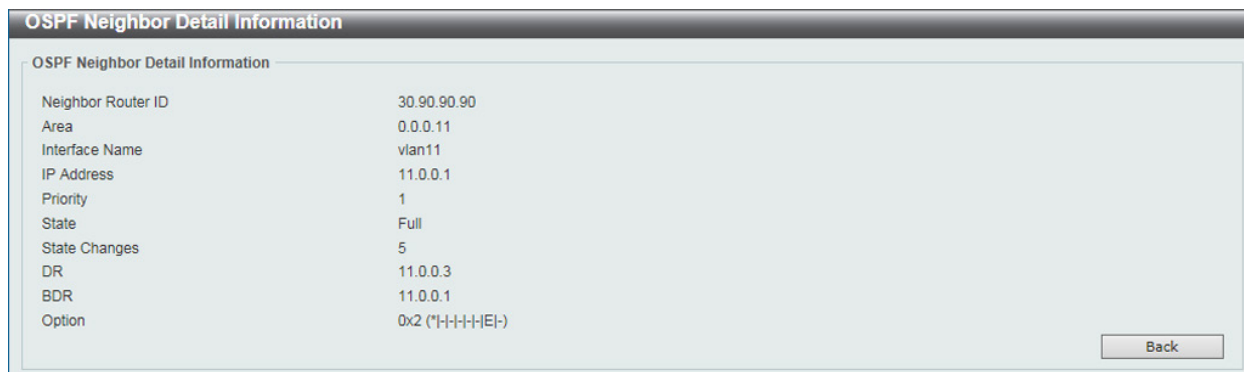 OSPF Neighbor Detail Information
OSPF Neighbor Detail Information
Neighbor Router ID 30.90.90.90
Area 0.0.0.11
Interface Name vlan11
IP Address 11.0.0.1
Priority 1
State Full
State Changes 5
DR 11.0.0.3
BDR 11.0.0.1
Option 0x2 (*|-|-|-|-|-|E|-)
Back